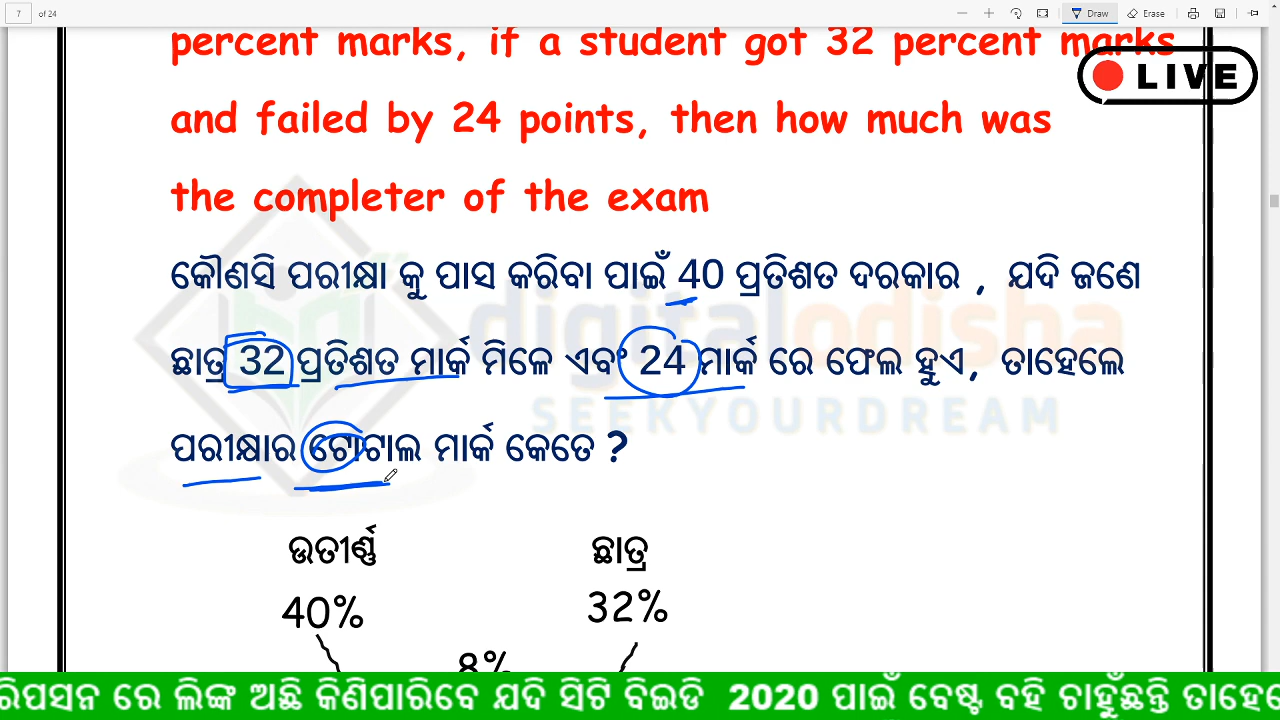 7 of 24
Draw
Erase
percent marks, if a student got 32 percent marks
LIVE
and failed by 24 points, then how much was
the completer of the exam
କୌଣସି ପରୀକ୍ଷା କୁ ପାସ କରିବା ପାଇଁ 40 ପ୍ରତିଶତ ଦରକାର , ଯଦି ଜଣେ
ଛାତ୍ର 32 ପ୍ରତିଶତ ମାର୍କ ମିଳେ ଏବଂ 24 ମାର୍କ ରେ ଫେଲ ହୁଏ, ତାହେଲେ
ପରୀକ୍ଷାର ଟୋଟାଲ ମାର୍କ କେତେ ?
digitalodisha
SEEKYOURDREAM
ଉତୀର୍ଣ୍ଣ ଛାତ୍ର
40% 32%
8%
ରିପସନ ରେ ଲିଙ୍କ ଅଛି କିଣିପାରିବେ ଯଦି ସିଟି ବିଇଡି 2020 ପାଇଁ ବେଷ୍ଟ ବହି ଚାହୁଁଛନ୍ତି ତାହେଲେ